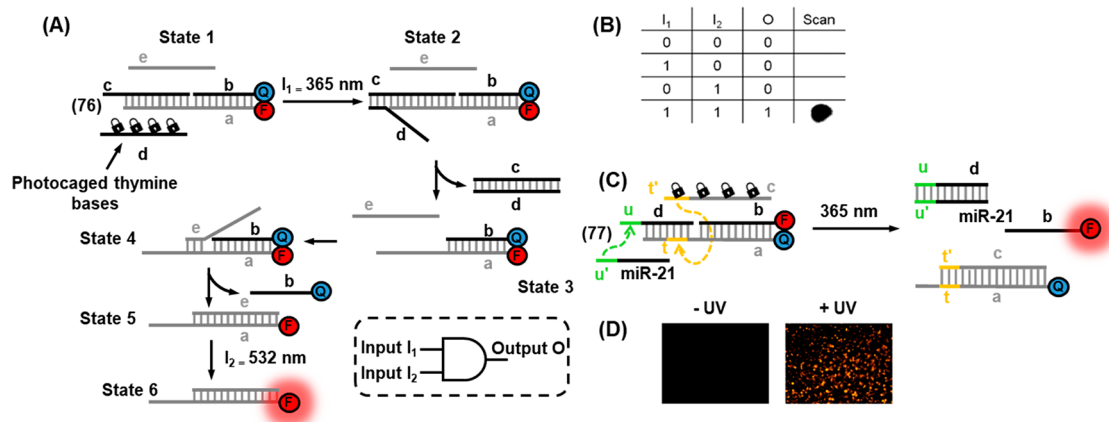 (A)
State 1
e
c
b
Q
(76)
F
a
d
Photocaged thymine
bases
I1 = 365 nm
State 2
e
c
b
Q
F
a
d
c
d
e
b
Q
F
a
State 3
State 4
e
b
Q
F
a
e
b
Q
State 5
a
F
I2 = 532 nm
State 6
F
Input I1
Input I2
Output O
(B)
I1 I2 O Scan
0 0 0
1 0 0
0 1 0
1 1 1
(C)
t'
c
u
d
b
F
(77)
Q
t
a
u'
miR-21
365 nm
u
d
u'
miR-21
b
F
t'
c
t
a
Q
(D)
- UV
+ UV